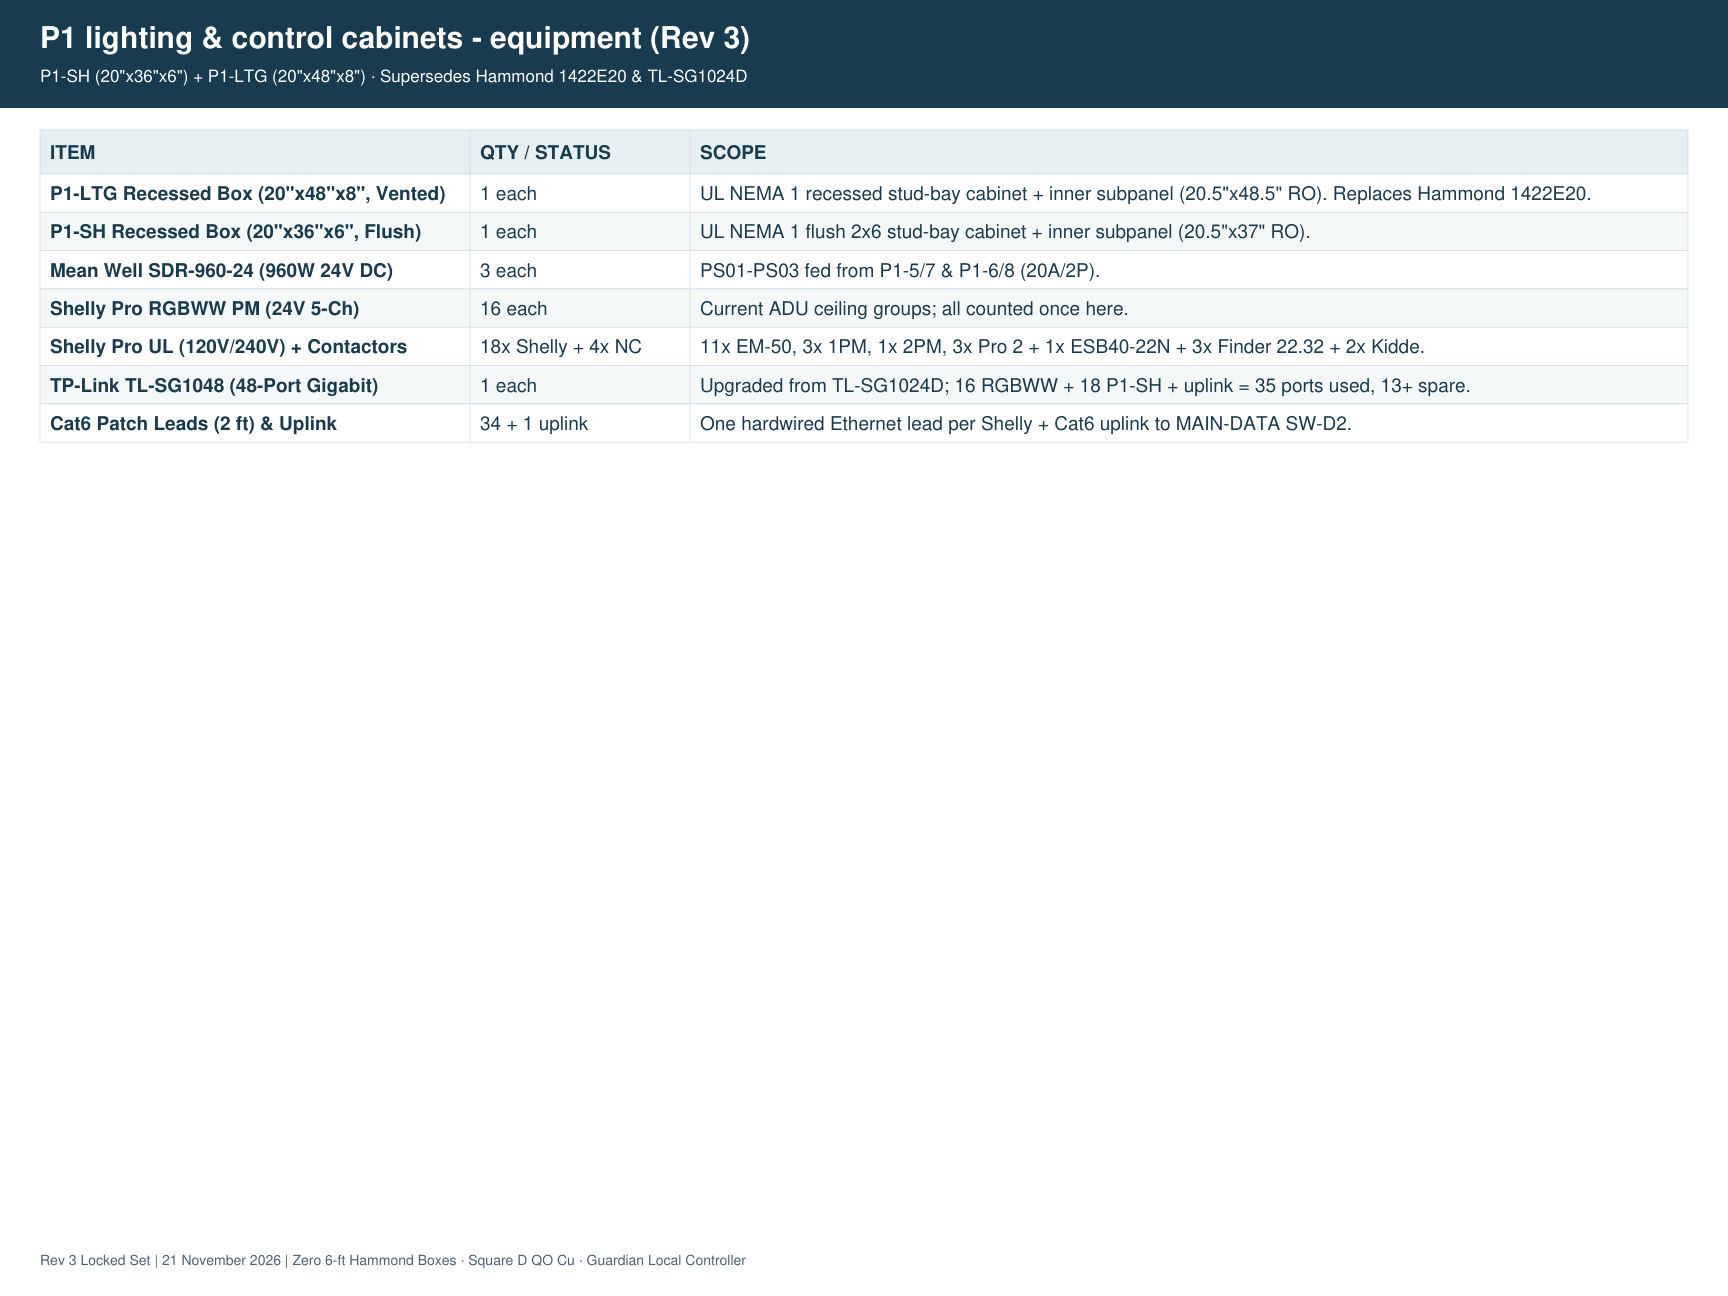 P1 lighting & control cabinets - equipment (Rev 3)
P1-SH (20"x36"x6") + P1-LTG (20"x48"x8") · Supersedes Hammond 1422E20 & TL-SG1024D
ITEM QTY / STATUS SCOPE
P1-LTG Recessed Box (20"x48"x8", Vented) 1 each UL NEMA 1 recessed stud-bay cabinet + inner subpanel (20.5"x48.5" RO). Replaces Hammond 1422E20.
P1-SH Recessed Box (20"x36"x6", Flush) 1 each UL NEMA 1 flush 2x6 stud-bay cabinet + inner subpanel (20.5"x37" RO).
Mean Well SDR-960-24 (960W 24V DC) 3 each PS01-PS03 fed from P1-5/7 & P1-6/8 (20A/2P).
Shelly Pro RGBWW PM (24V 5-Ch) 16 each Current ADU ceiling groups; all counted once here.
Shelly Pro UL (120V/240V) + Contactors 18x Shelly + 4x NC 11x EM-50, 3x 1PM, 1x 2PM, 3x Pro 2 + 1x ESB40-22N + 3x Finder 22.32 + 2x Kidde.
TP-Link TL-SG1048 (48-Port Gigabit) 1 each Upgraded from TL-SG1024D; 16 RGBWW + 18 P1-SH + uplink = 35 ports used, 13+ spare.
Cat6 Patch Leads (2 ft) & Uplink 34 + 1 uplink One hardwired Ethernet lead per Shelly + Cat6 uplink to MAIN-DATA SW-D2.
Rev 3 Locked Set | 21 November 2026 | Zero 6-ft Hammond Boxes · Square D QO Cu · Guardian Local Controller